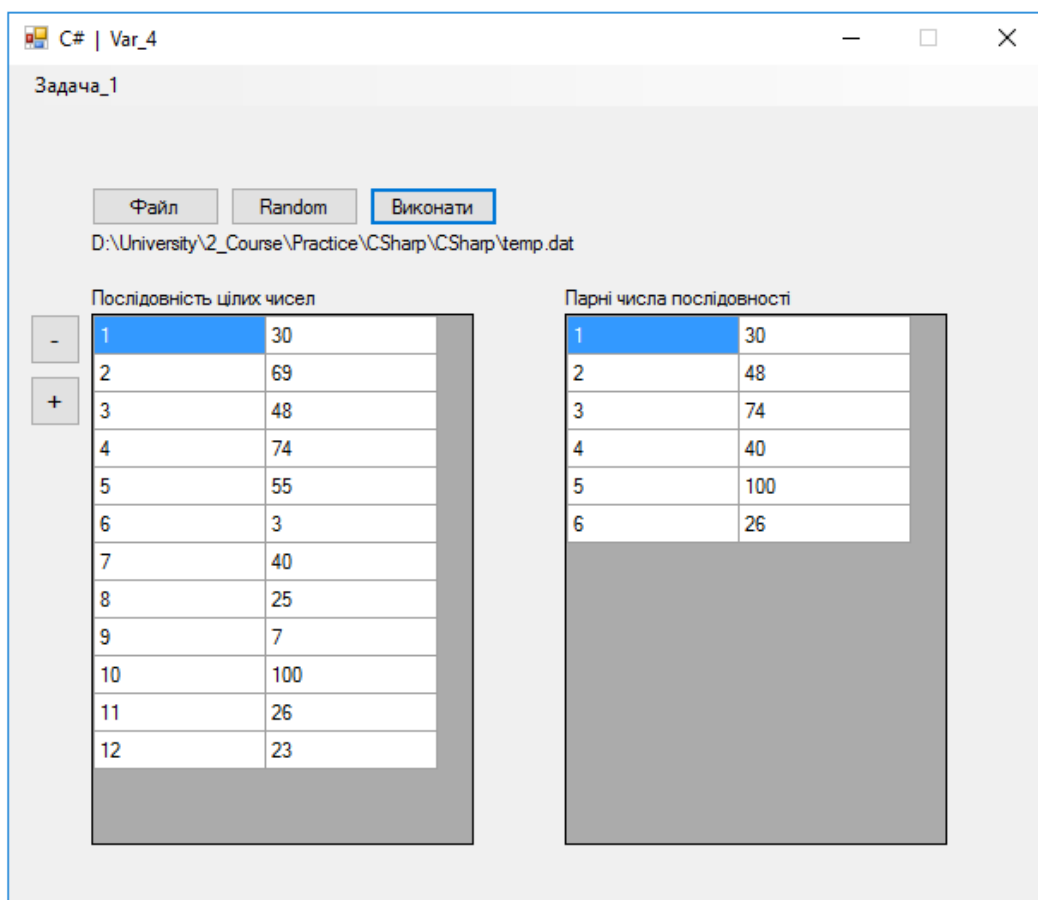 C# | Var_4
Задача_1
Файл Random Виконати
D:\University\2_Course\Practice\CSharp\CSharp\temp.dat
Послідовність цілих чисел Парні числа послідовності
- 1 30 1 30
2 69 2 48
+ 3 48 3 74
4 74 4 40
5 55 5 100
6 3 6 26
7 40
8 25
9 7
10 100
11 26
12 23